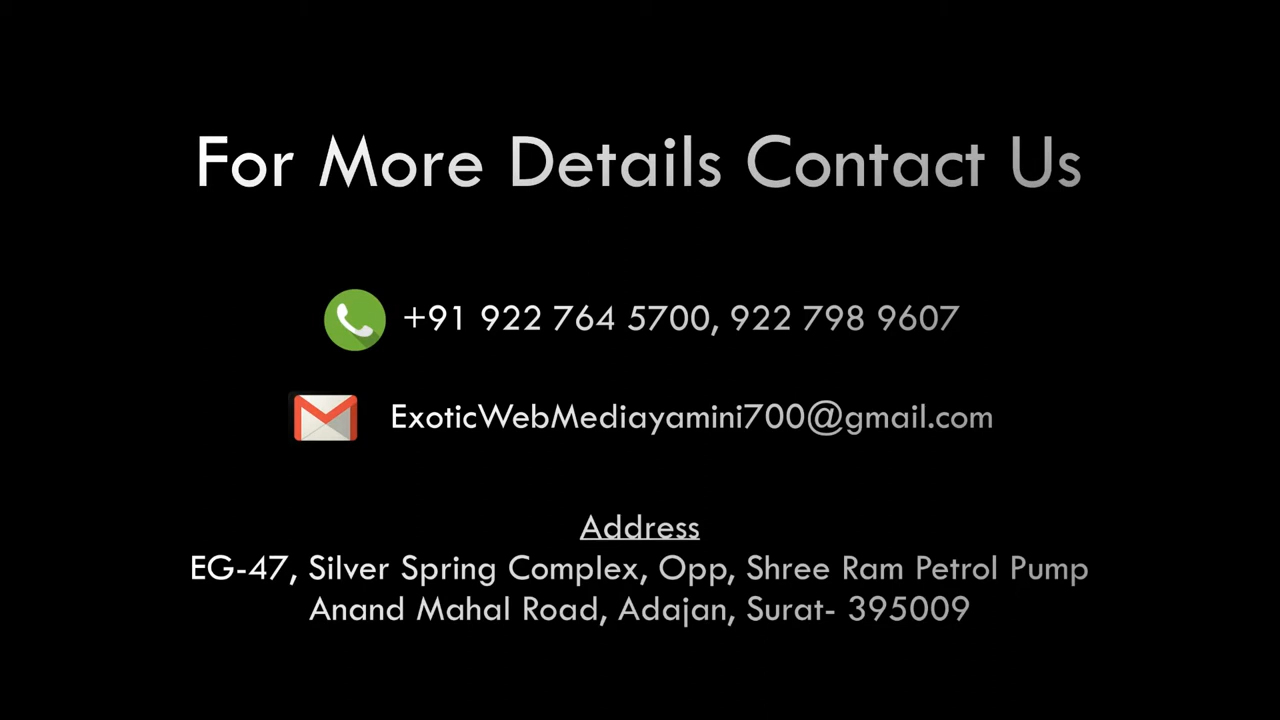 For More Details Contact Us
+91 922 764 5700, 922 798 9607
ExoticWebMediayamini700@gmail.com
Address
EG-47, Silver Spring Complex, Opp, Shree Ram Petrol Pump
Anand Mahal Road, Adajan, Surat- 395009